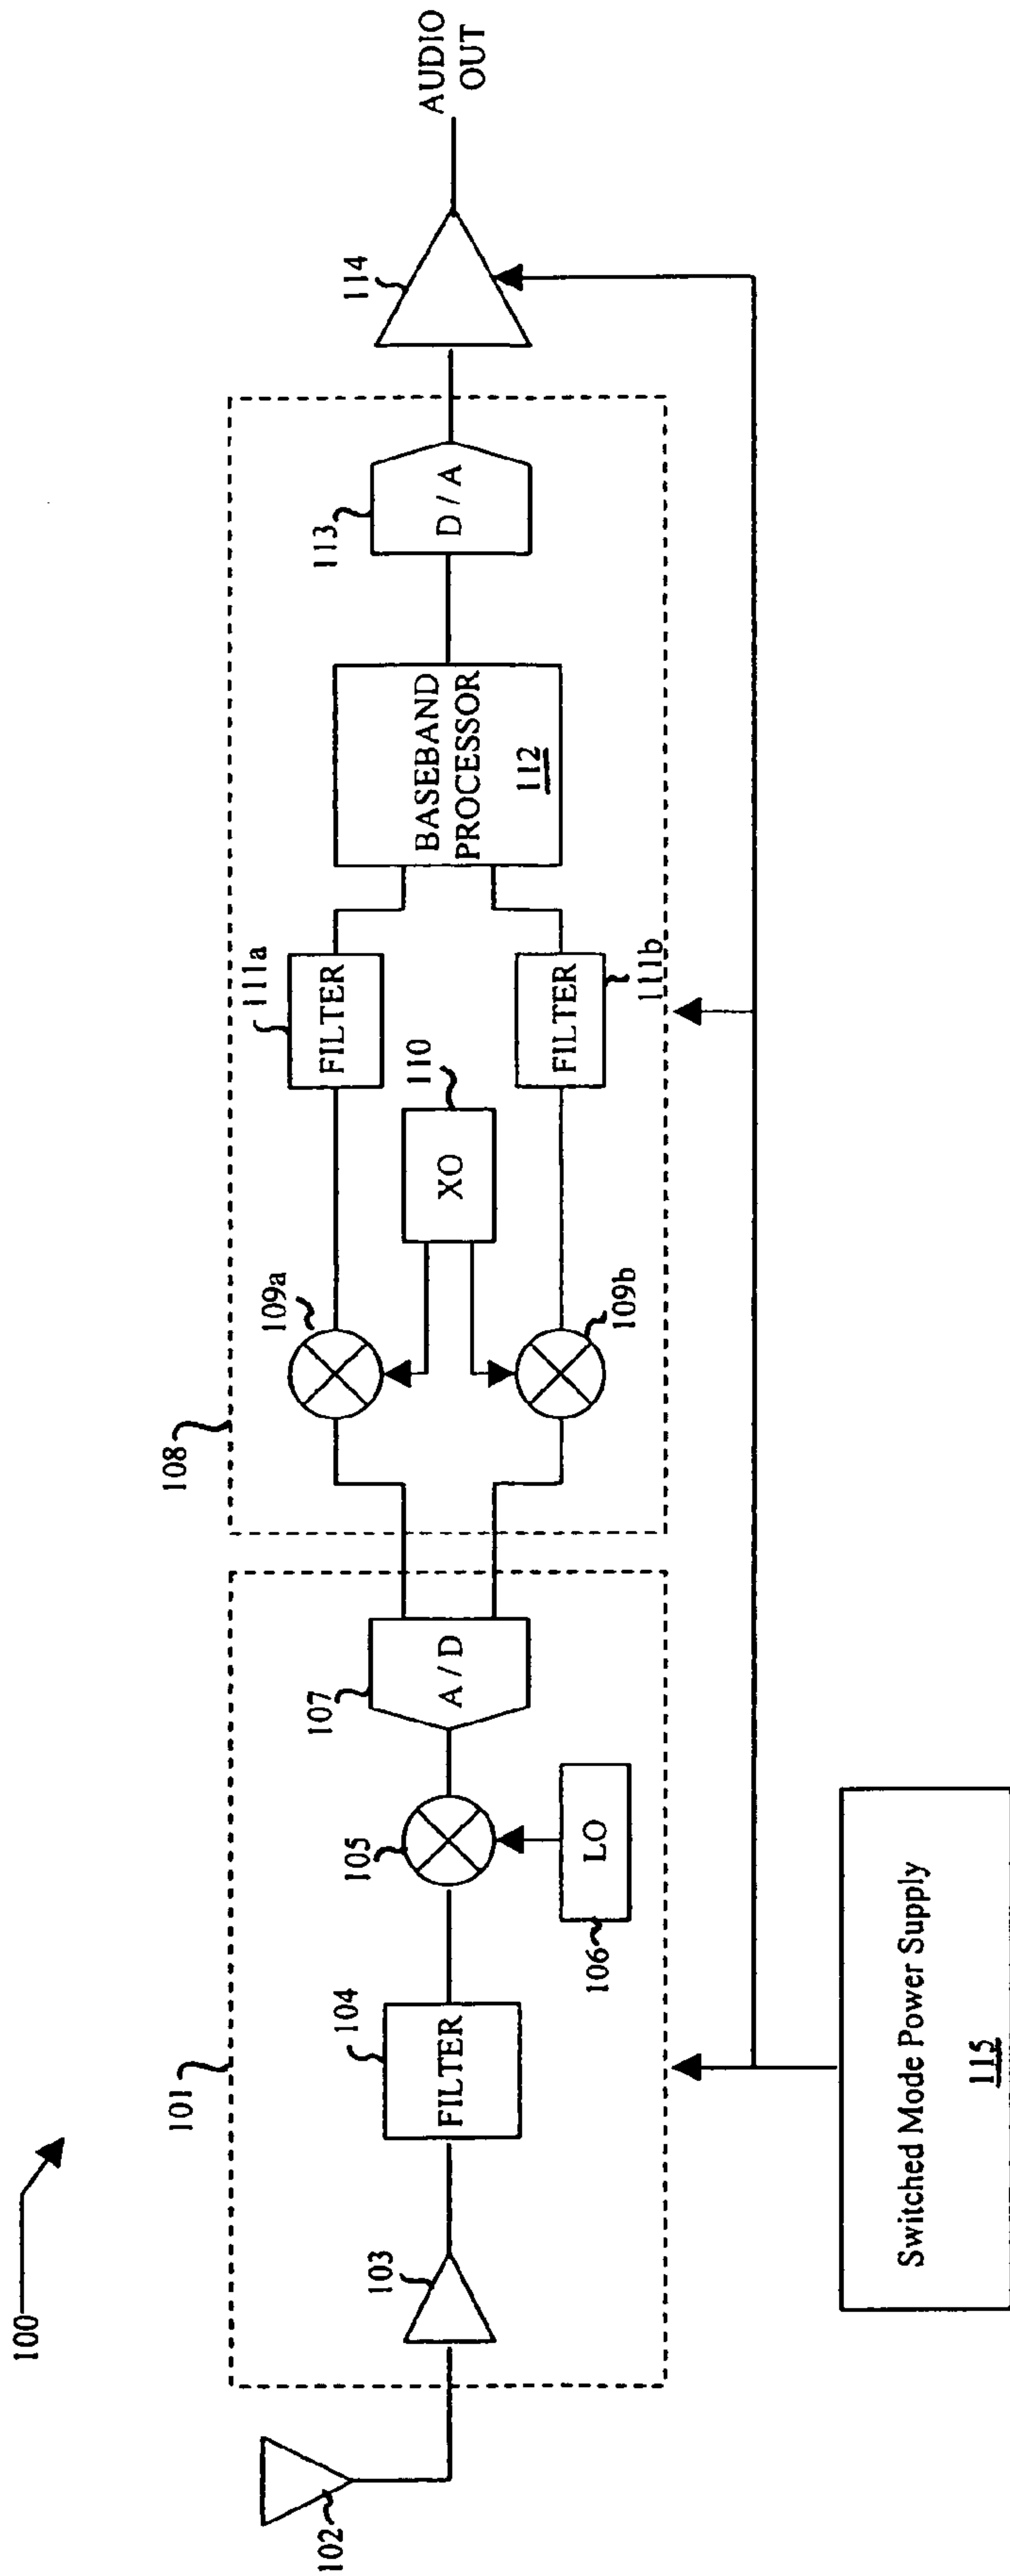 100
101
108
102
103
104
FILTER
105
106
LO
107
A / D
109a
109b
110
XO
111a
FILTER
111b
FILTER
BASEBAND
PROCESSOR
112
113
D / A
114
AUDIO
OUT
Switched Mode Power Supply
115